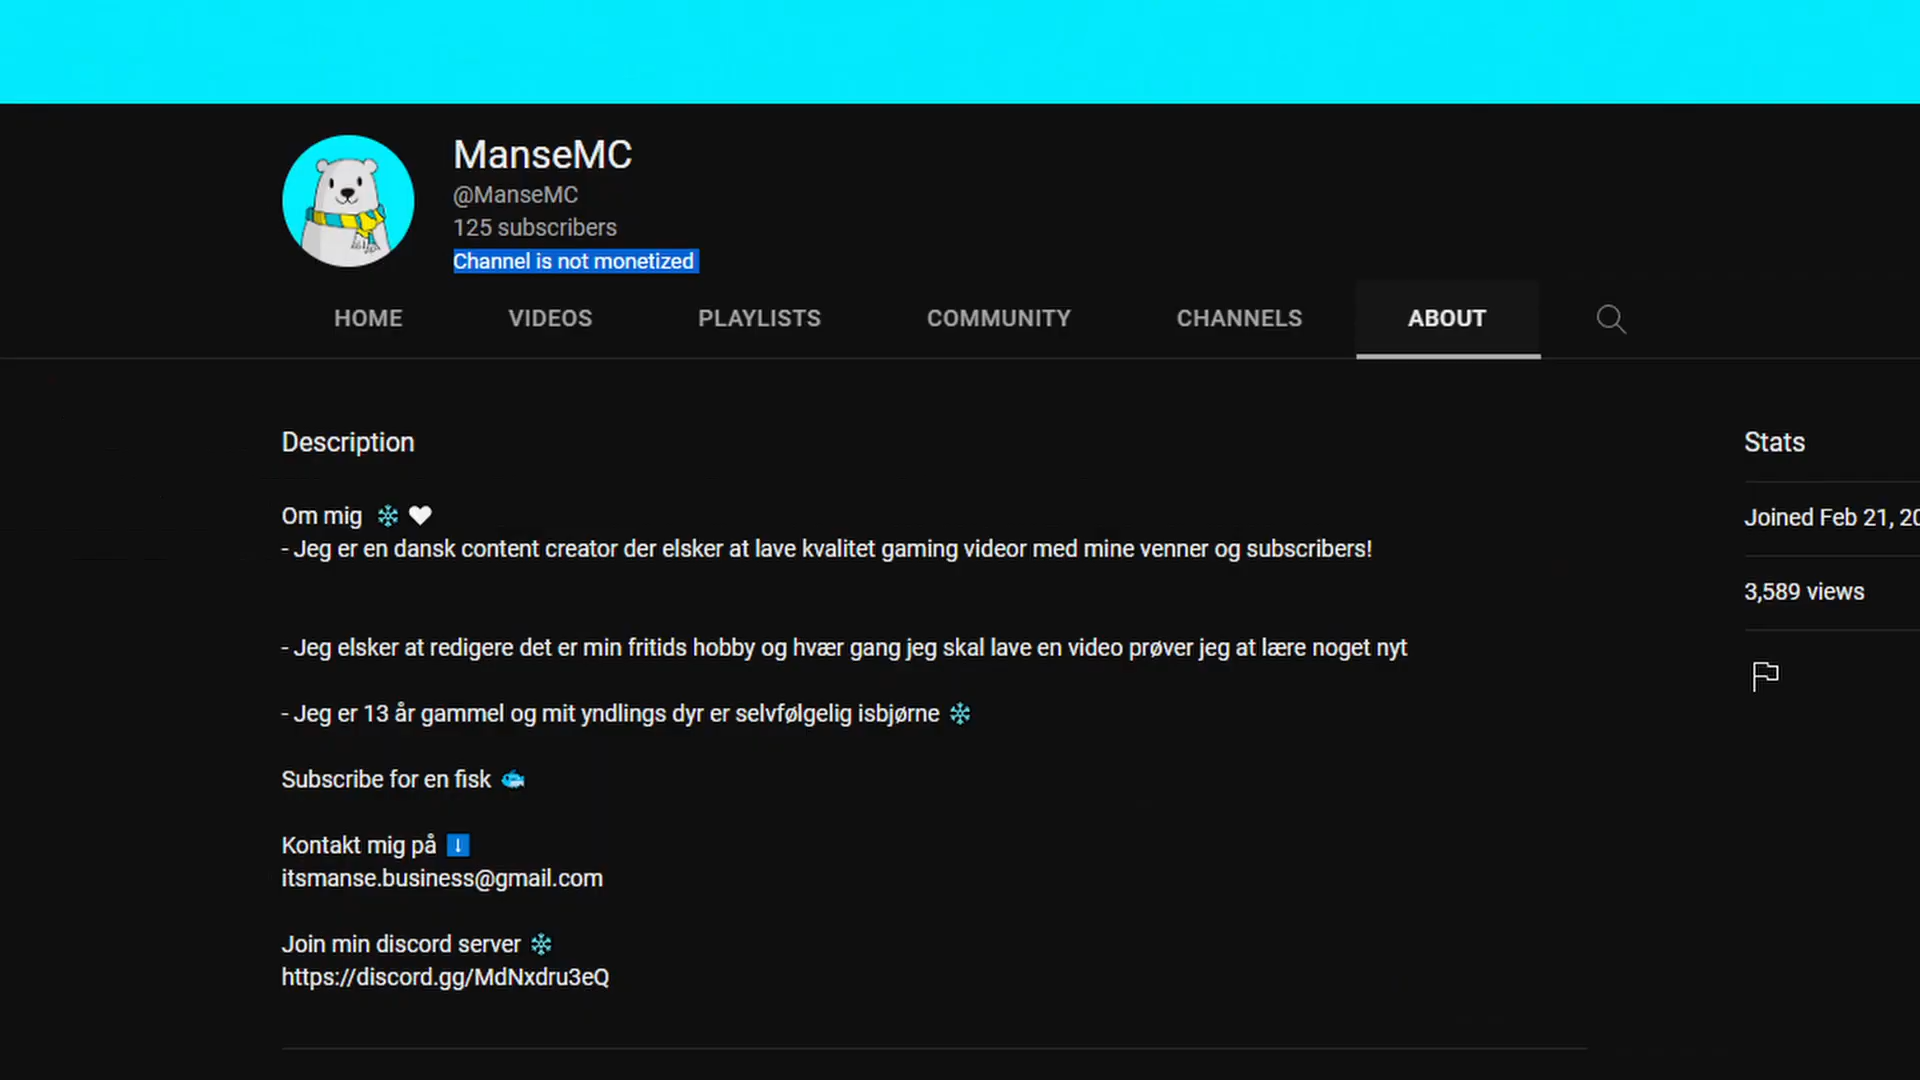 ManseMC
@ManseMC
125 subscribers
Channel is not monetized
HOME VIDEOS PLAYLISTS COMMUNITY CHANNELS ABOUT
Description
Om mig ❄️ 🤍
- Jeg er en dansk content creator der elsker at lave kvalitet gaming videor med mine venner og subscribers!
- Jeg elsker at redigere det er min fritids hobby og hvær gang jeg skal lave en video prøver jeg at lære noget nyt
- Jeg er 13 år gammel og mit yndlings dyr er selvfølgelig isbjørne ❄️
Subscribe for en fisk 🐟
Kontakt mig på ⬇️
itsmanse.business@gmail.com
Join min discord server ❄️
https://discord.gg/MdNxdru3eQ
Stats
Joined Feb 21, 20
3,589 views